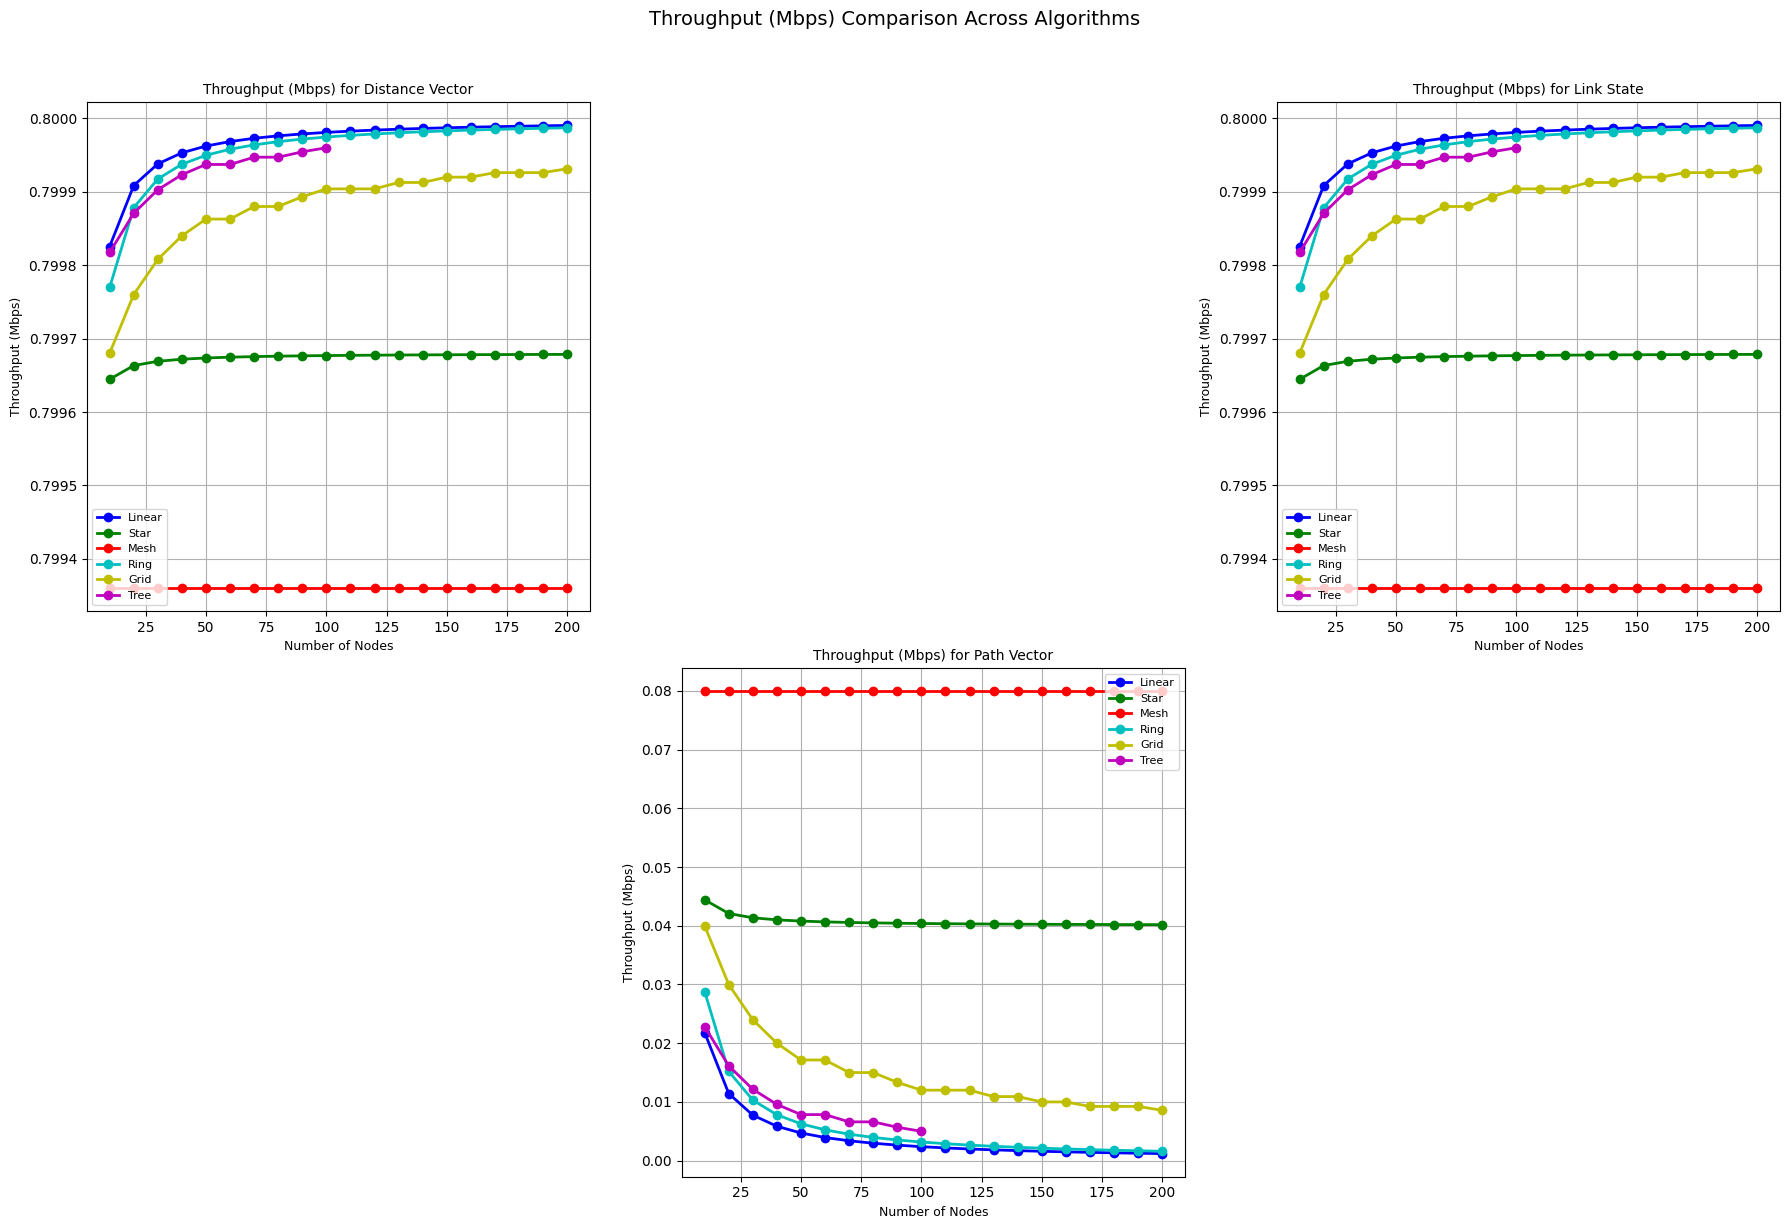 Throughput (Mbps) Comparison Across Algorithms
Throughput (Mbps) for Distance Vector
0.8000
0.7999
0.7998
0.7997
0.7996
0.7995
0.7994
Throughput (Mbps)
Linear
Star
Mesh
Ring
Grid
Tree
25 50 75 100 125 150 175 200
Number of Nodes
Throughput (Mbps) for Link State
0.8000
0.7999
0.7998
0.7997
0.7996
0.7995
0.7994
Throughput (Mbps)
Linear
Star
Mesh
Ring
Grid
Tree
25 50 75 100 125 150 175 200
Number of Nodes
Throughput (Mbps) for Path Vector
0.08
0.07
0.06
0.05
0.04
0.03
0.02
0.01
0.00
Throughput (Mbps)
Linear
Star
Mesh
Ring
Grid
Tree
25 50 75 100 125 150 175 200
Number of Nodes